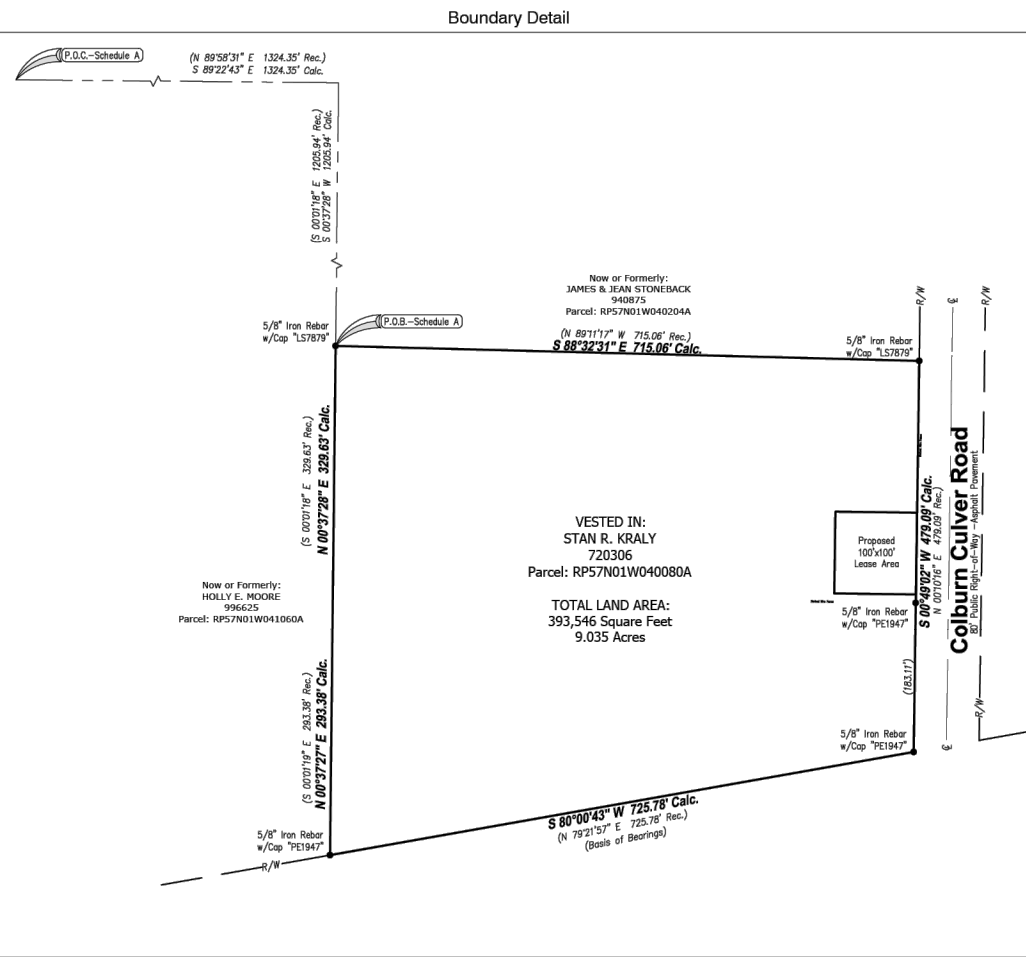 Boundary Detail
P.O.C.-Schedule A
(N 89°58'31" E 1324.35' Rec.)
S 89°22'43" E 1324.35' Calc.
(S 00°01'18" E 1205.94' Rec.)
S 00°37'28" W 1205.94' Calc.
Now or Formerly:
JAMES & JEAN STONEBACK
940875
Parcel: RP57N01W040204A
5/8" Iron Rebar
w/Cap "LS7879"
P.O.B.-Schedule A
(N 89°11'17" W 715.06' Rec.)
S 88°32'31" E 715.06' Calc.
5/8" Iron Rebar
w/Cap "LS7879"
R/W
℄
R/W
(S 00°01'18" E 329.63' Rec.)
N 00°37'28" E 329.63' Calc.
VESTED IN:
STAN R. KRALY
720306
Parcel: RP57N01W040080A
TOTAL LAND AREA:
393,546 Square Feet
9.035 Acres
Proposed
100'x100'
Lease Area
S 00°49'02" W 479.09' Calc.
N 00°10'16" E 479.09' Rec.)
Colburn Culver Road
80' Public Right-of-Way -Asphalt Pavement
Now or Formerly:
HOLLY E. MOORE
996625
Parcel: RP57N01W041060A
5/8" Iron Rebar
w/Cap "PE1947"
(183.11')
(S 00°01'19" E 293.38' Rec.)
N 00°37'27" E 293.38' Calc.
R/W
5/8" Iron Rebar
w/Cap "PE1947"
℄
S 80°00'43" W 725.78' Calc.
(N 79°21'57" E 725.78' Rec.)
(Basis of Bearings)
5/8" Iron Rebar
w/Cap "PE1947"
R/W